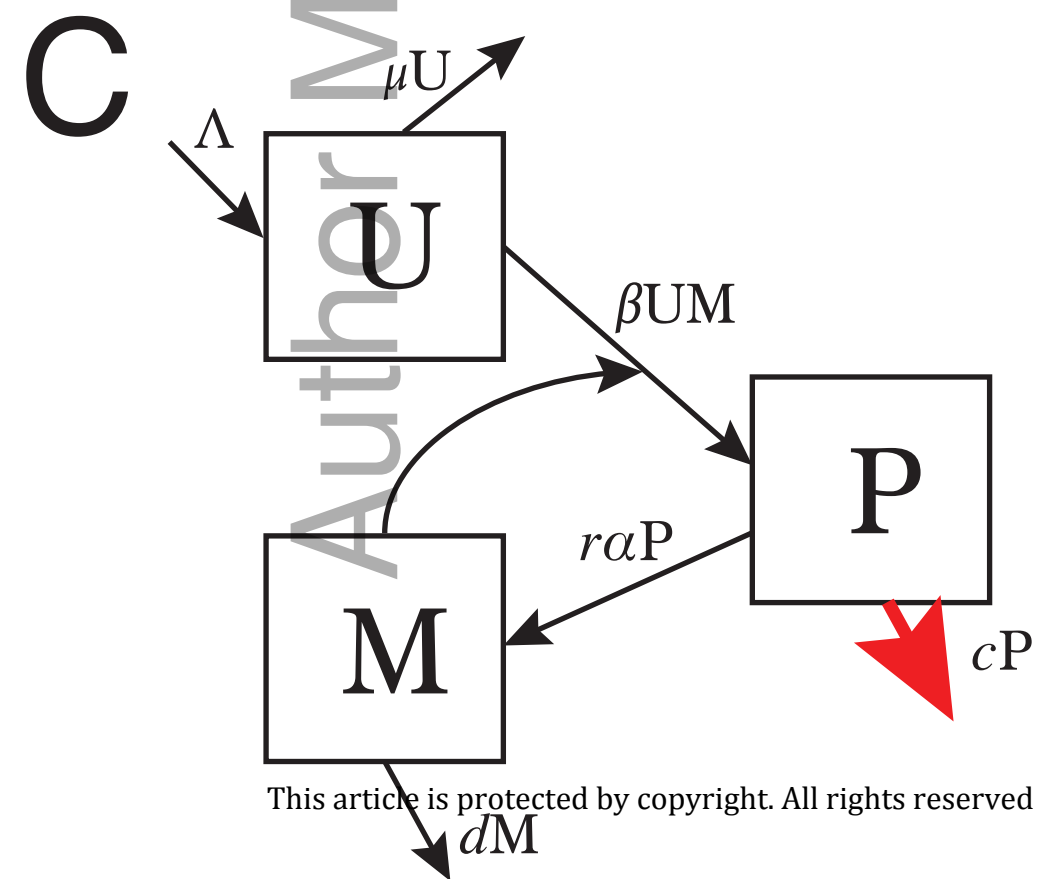 C
Λ
μU
U
βUM
P
rαP
M
cP
This article is protected by copyright. All rights reserved
dM
Author M